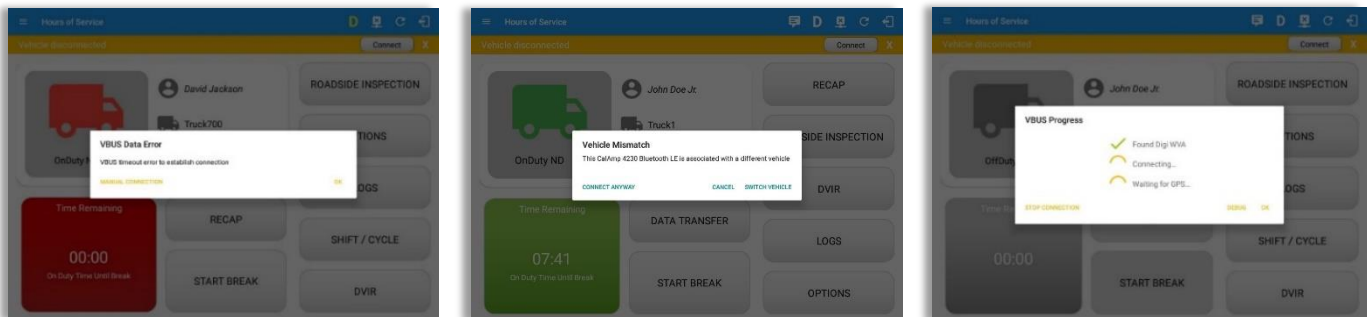 Hours of Service
D
Vehicle disconnected
Connect
X
David Jackson
Truck700
ROADSIDE INSPECTION
VBUS Data Error
VBUS timeout error to establish connection
MANUAL CONNECTION
OK
TIONS
OnDuty
OGS
Time Remaining
00:00
On Duty Time Until Break
RECAP
SHIFT / CYCLE
START BREAK
DVIR
Hours of Service
D
Vehicle disconnected
Connect
X
John Doe Jr.
Truck1
RECAP
Vehicle Mismatch
This CalAmp 4230 Bluetooth LE is associated with a different vehicle
CONNECT ANYWAY
CANCEL
SWITCH VEHICLE
SIDE INSPECTION
OnDuty ND
DVIR
Time Remaining
07:41
On Duty Time Until Break
DATA TRANSFER
LOGS
START BREAK
OPTIONS
Hours of Service
D
Vehicle disconnected
Connect
X
John Doe Jr.
ROADSIDE INSPECTION
VBUS Progress
Found Digi WVA
Connecting...
Waiting for GPS...
STOP CONNECTION
DEBUG
OK
TIONS
OffDut
OGS
Time Re
00:00
SHIFT / CYCLE
START BREAK
DVIR